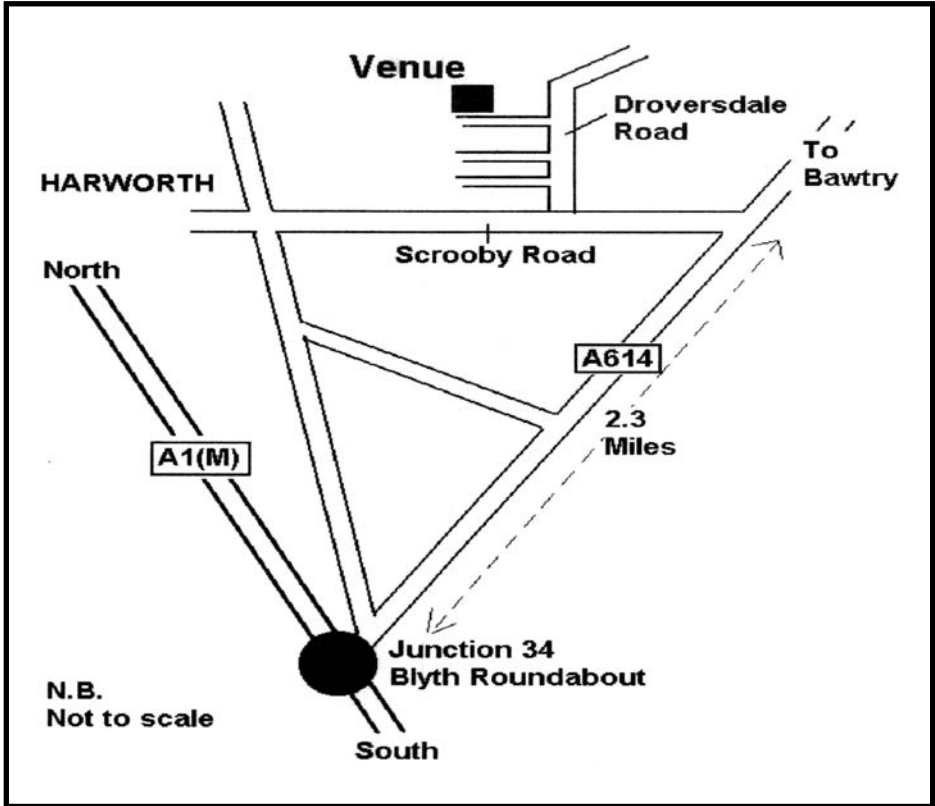 Venue
Droversdale
Road
To
Bawtry
HARWORTH
Scrooby Road
North
A614
2.3
Miles
A1(M)
Junction 34
Blyth Roundabout
N.B.
Not to scale
South